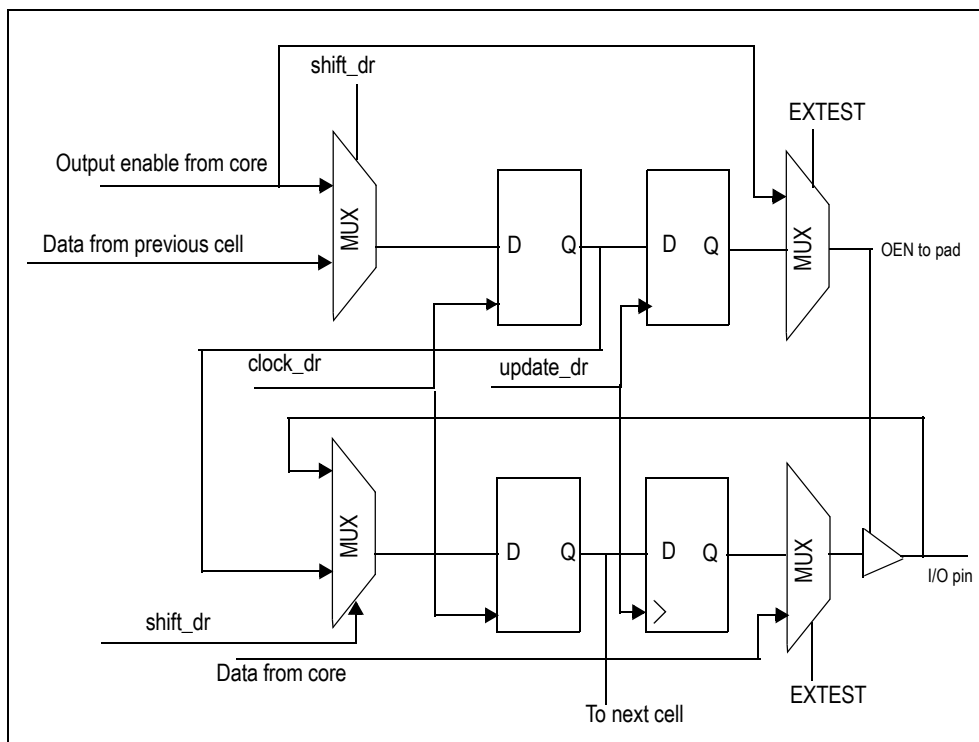 shift_dr
EXTEST
Output enable from core
MUX
D
Q
D
Q
MUX
Data from previous cell
OEN to pad
clock_dr
update_dr
MUX
D
Q
D
Q
MUX
I/O pin
shift_dr
Data from core
EXTEST
To next cell